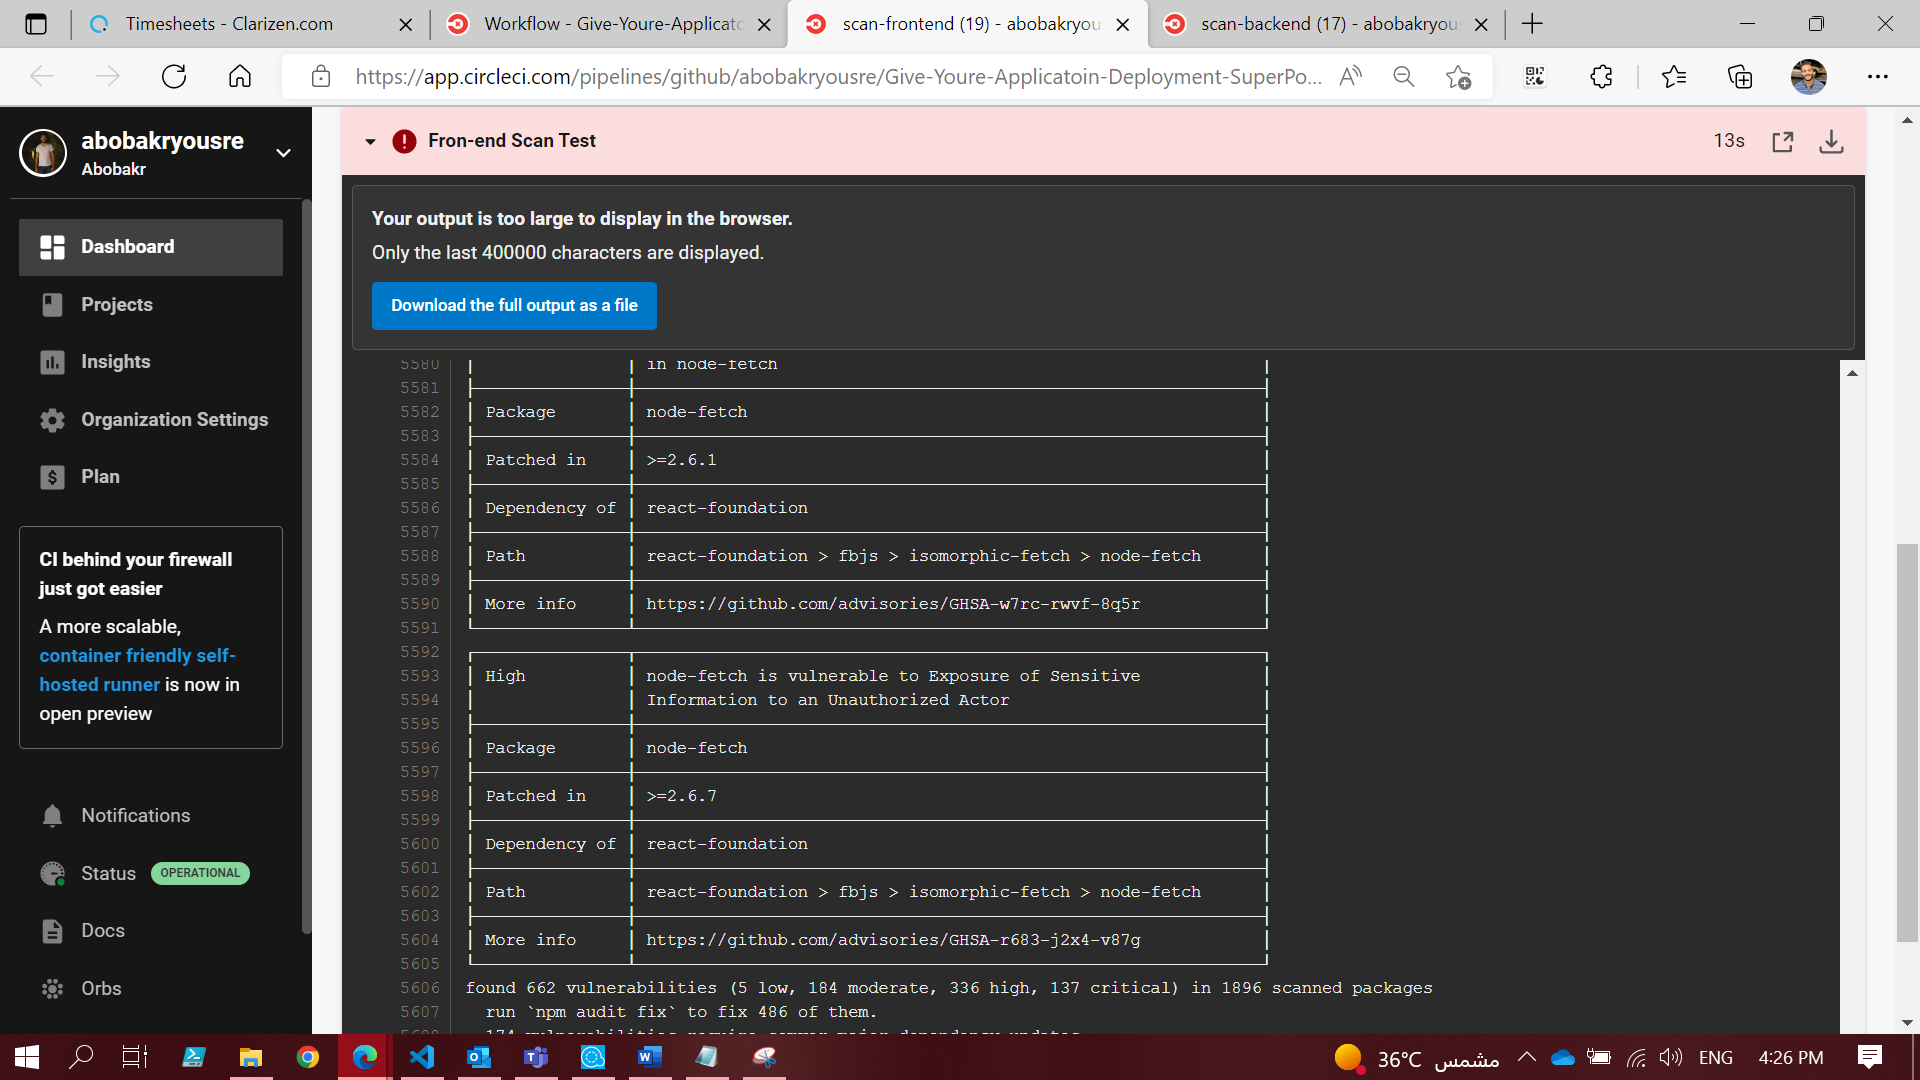 Timesheets - Clarizen.com
Workflow - Give-Youre-Applicato
scan-frontend (19) - abobakryou
scan-backend (17) - abobakryou
https://app.circleci.com/pipelines/github/abobakryousre/Give-Youre-Applicatoin-Deployment-SuperPo...
abobakryousre
Abobakr
Dashboard
Projects
Insights
Organization Settings
Plan
CI behind your firewall
just got easier
A more scalable,
container friendly self-
hosted runner is now in
open preview
Notifications
Status OPERATIONAL
Docs
Orbs
Fron-end Scan Test
13s
Your output is too large to display in the browser.
Only the last 400000 characters are displayed.
Download the full output as a file
5580 in node-fetch
5581
5582 Package node-fetch
5583
5584 Patched in >=2.6.1
5585
5586 Dependency of react-foundation
5587
5588 Path react-foundation > fbjs > isomorphic-fetch > node-fetch
5589
5590 More info https://github.com/advisories/GHSA-w7rc-rwvf-8q5r
5591
5592
5593 High node-fetch is vulnerable to Exposure of Sensitive
5594 Information to an Unauthorized Actor
5595
5596 Package node-fetch
5597
5598 Patched in >=2.6.7
5599
5600 Dependency of react-foundation
5601
5602 Path react-foundation > fbjs > isomorphic-fetch > node-fetch
5603
5604 More info https://github.com/advisories/GHSA-r683-j2x4-v87g
5605
5606 found 662 vulnerabilities (5 low, 184 moderate, 336 high, 137 critical) in 1896 scanned packages
5607 run `npm audit fix` to fix 486 of them.
36°C مشمس
ENG
4:26 PM